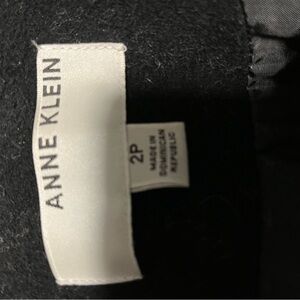 ANNE KLEIN
2P
MADE IN
DOMINICAN
REPUBLIC